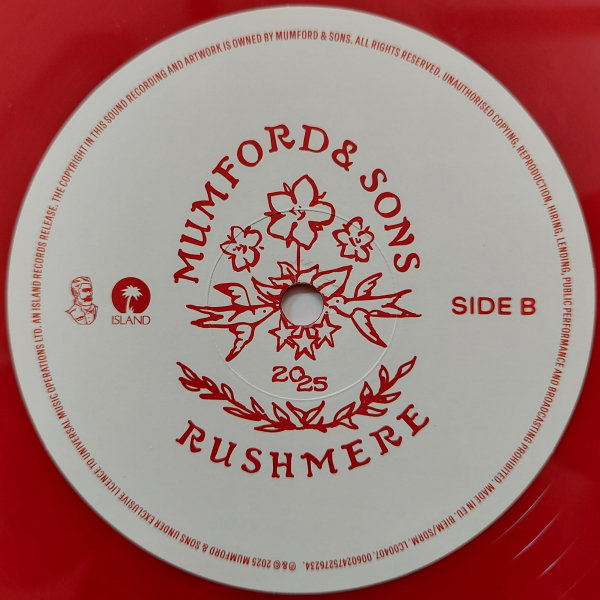 MUMFORD & SONS
2025
RUSHMERE
ISLAND
SIDE B
℗&© 2025 MUMFORD & SONS UNDER EXCLUSIVE LICENCE TO UNIVERSAL MUSIC OPERATIONS LTD. AN ISLAND RECORDS RELEASE. THE COPYRIGHT IN THIS SOUND RECORDING AND ARTWORK IS OWNED BY MUMFORD & SONS. ALL RIGHTS RESERVED. UNAUTHORISED COPYING, REPRODUCTION, HIRING, LENDING, PUBLIC PERFORMANCE AND BROADCASTING PROHIBITED. MADE IN EU. BIEM/SDRM. LC00407. 00602475276234.